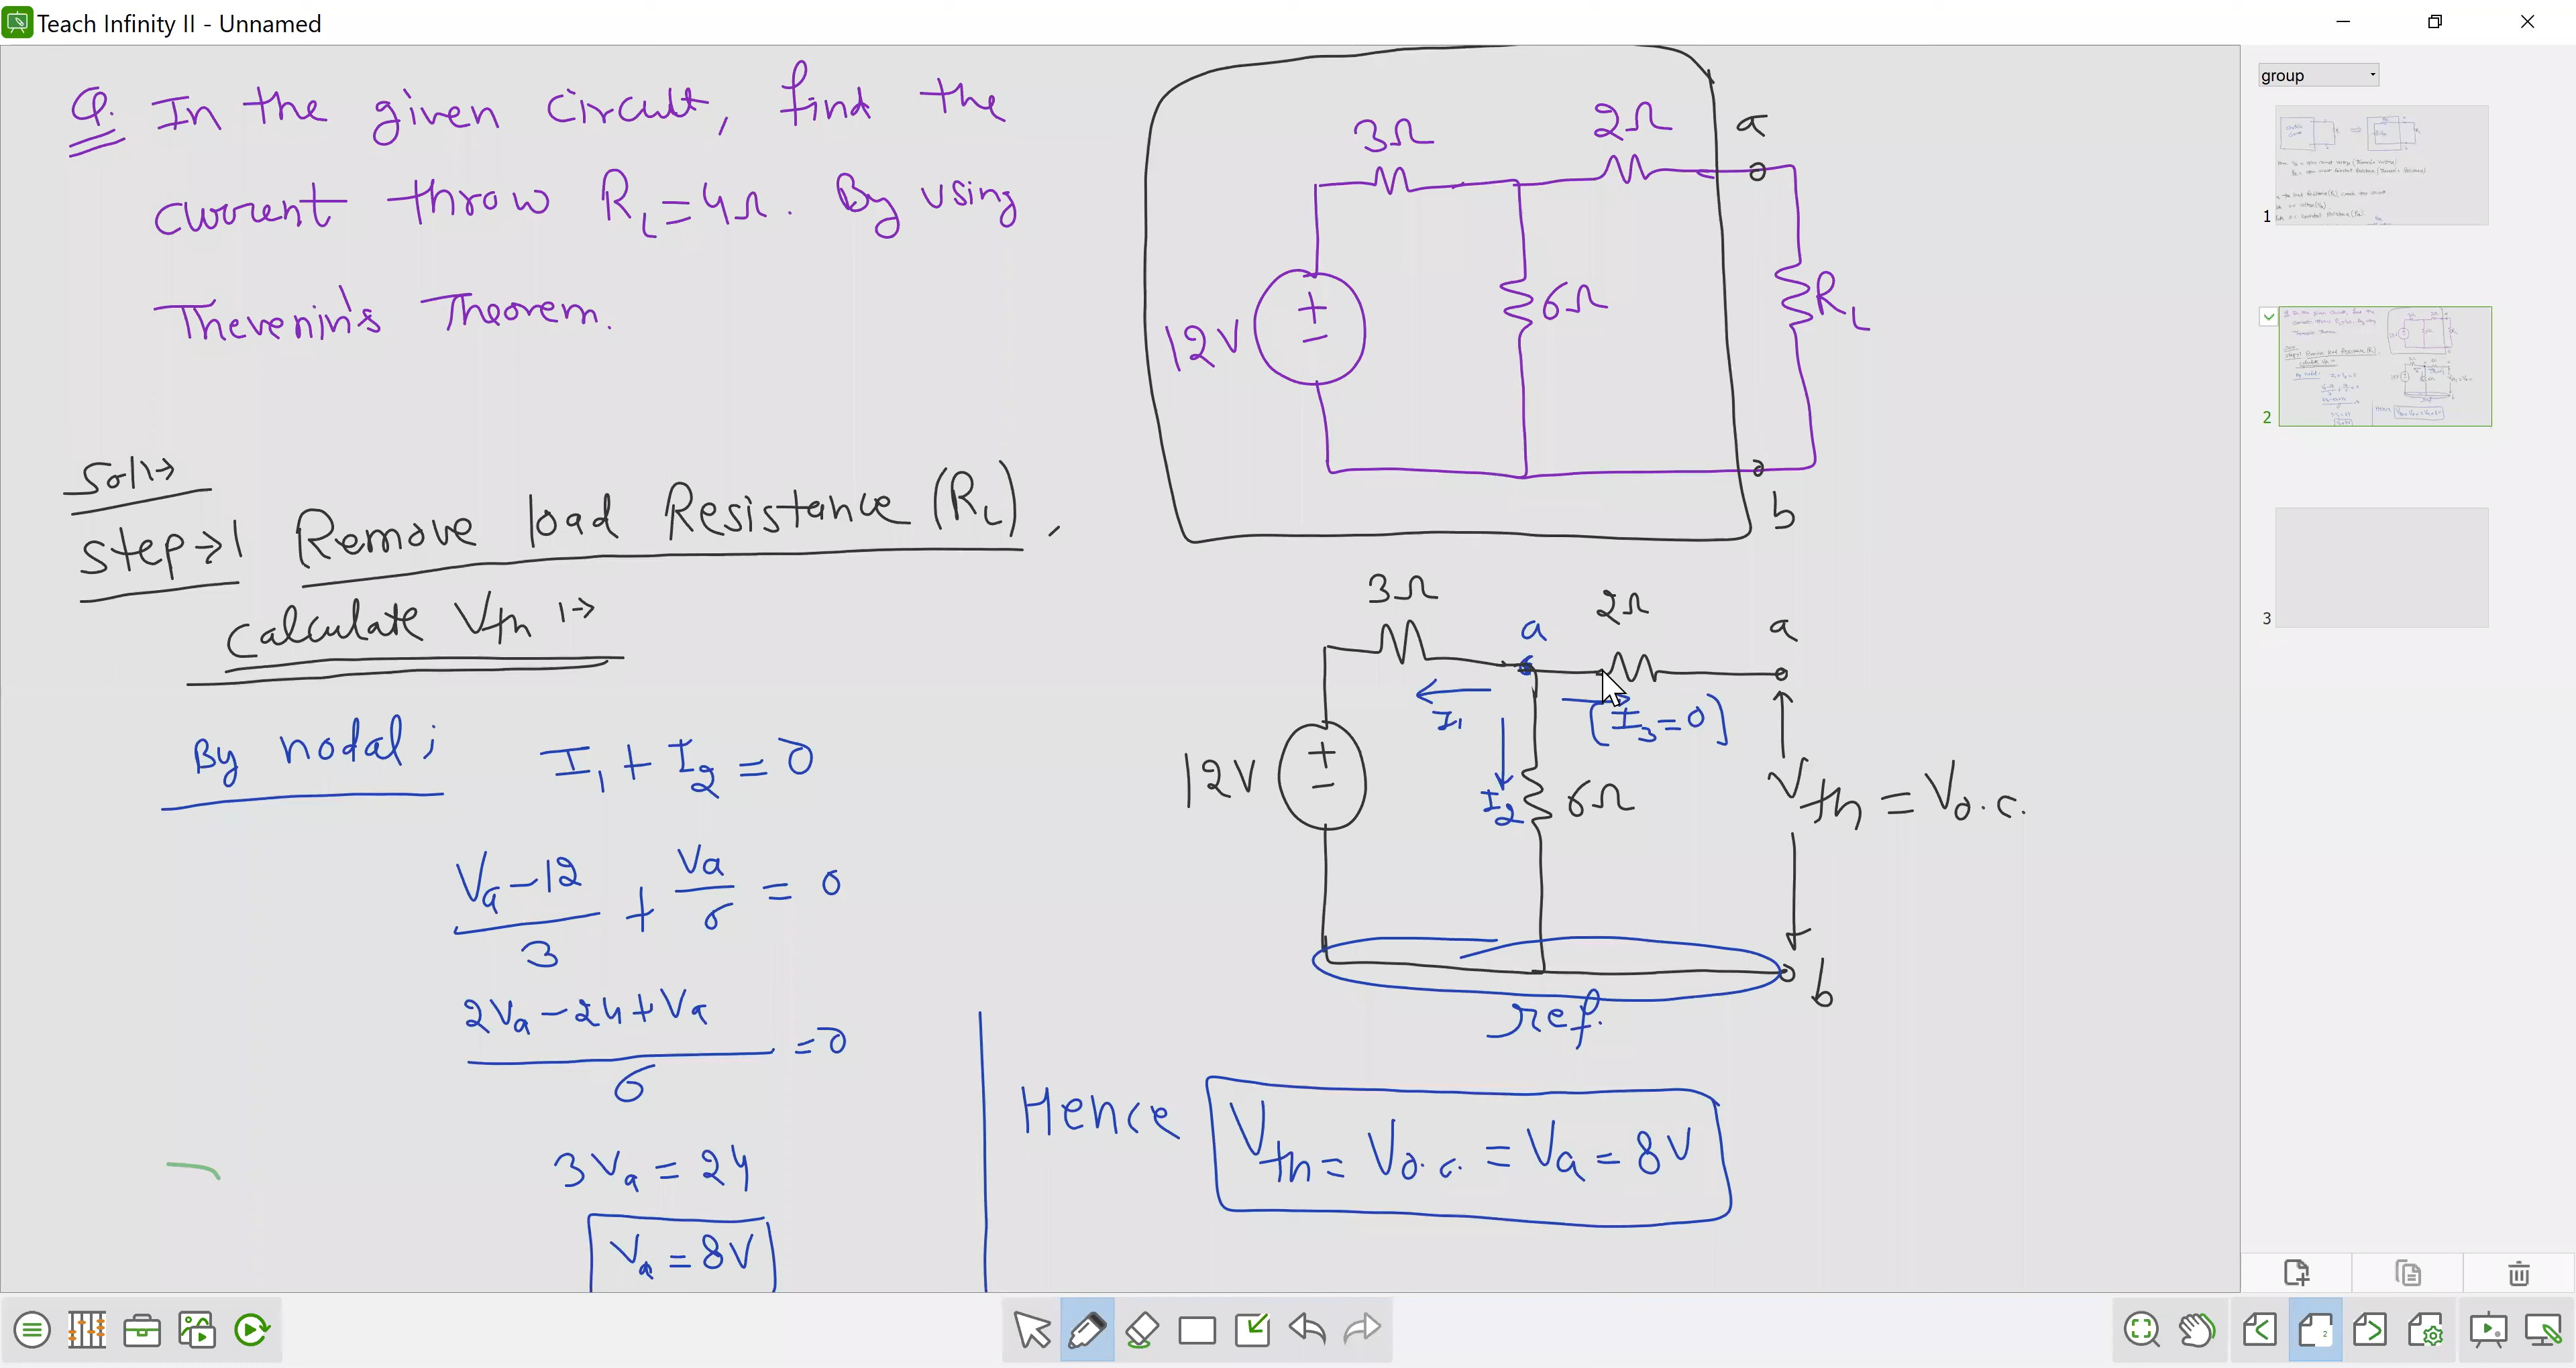 Teach Infinity II - Unnamed
Q. In the given circuit, find the
current throw RL=4Ω. By using
Thevenin's Theorem.
3Ω
2Ω
a
12V
+
−
6Ω
RL
b
Sol:→
Step→1 Remove load Resistance (RL).
Calculate Vth :→
3Ω
2Ω
a
a
I1
(I3=0)
I2
12V
+
−
6Ω
Vth = Vo.c.
b
ref.
By nodal; I1 + I2 = 0
Va−12/3 + Va/6 = 0
2Va−24+Va/6 =0
3Va = 24
Va = 8V
Hence Vth = Vo.c. = Va = 8V
group
1
2
3
2